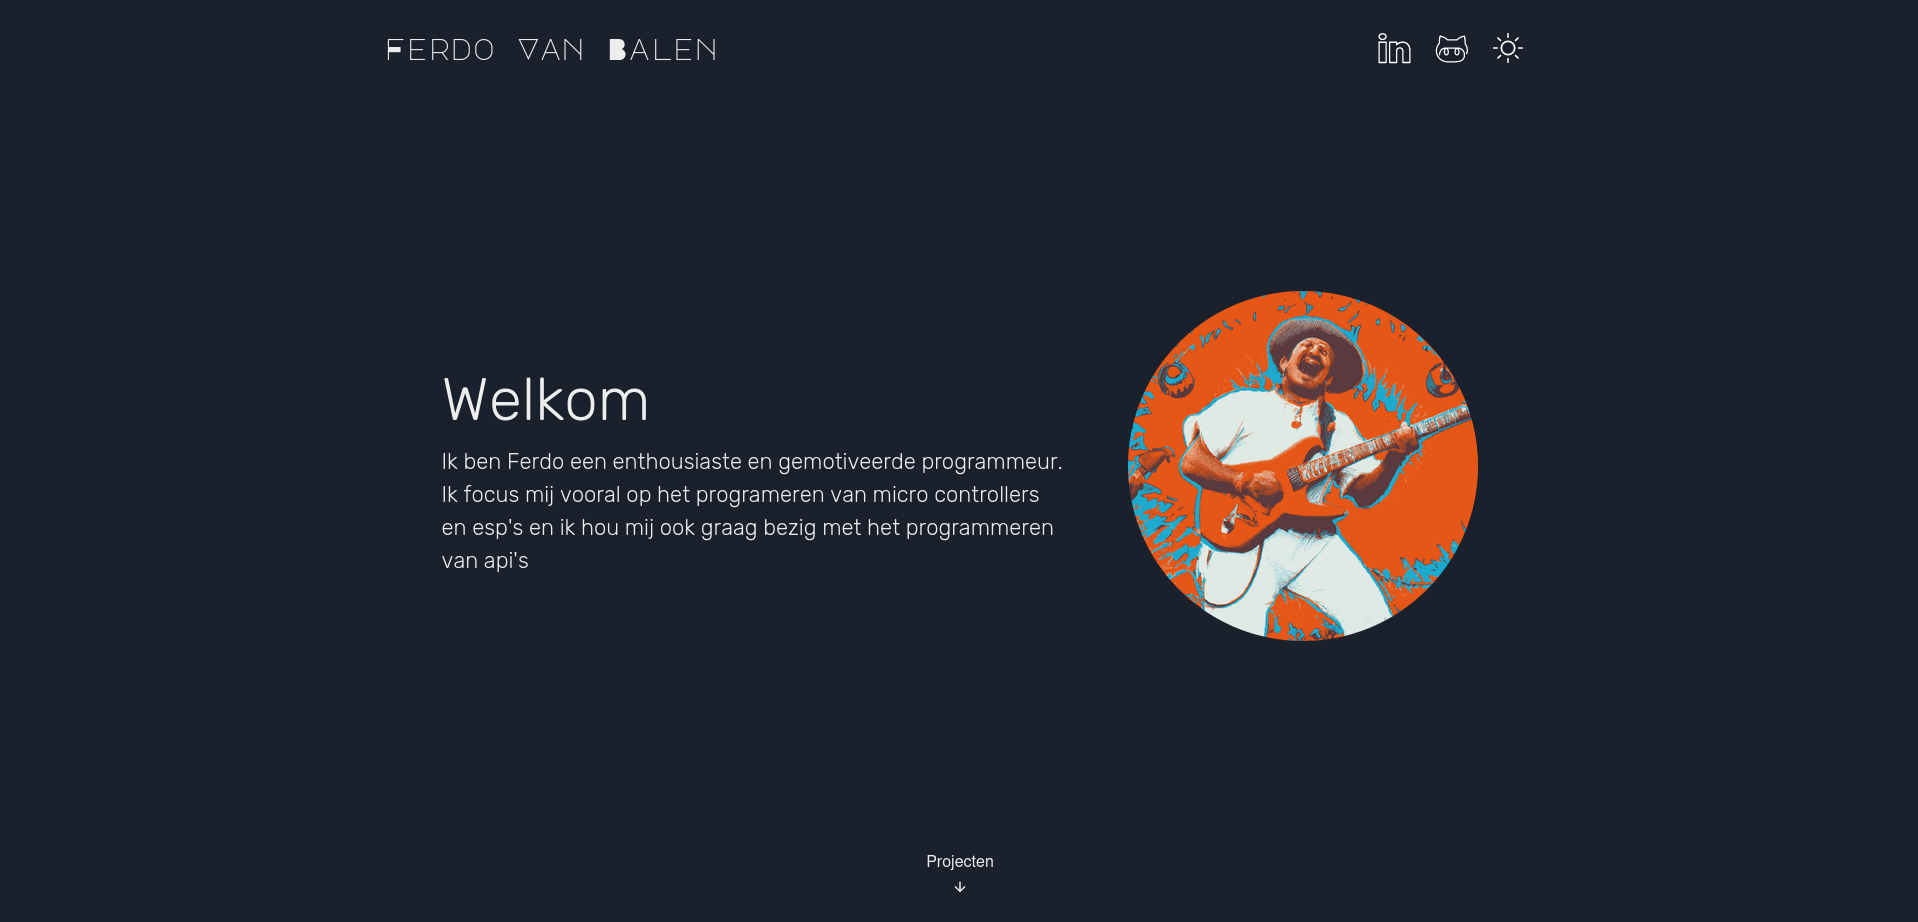 FERDO VAN BALEN
in
Welkom
Ik ben Ferdo een enthousiaste en gemotiveerde programmeur.
Ik focus mij vooral op het programeren van micro controllers
en esp's en ik hou mij ook graag bezig met het programmeren
van api's
Projecten